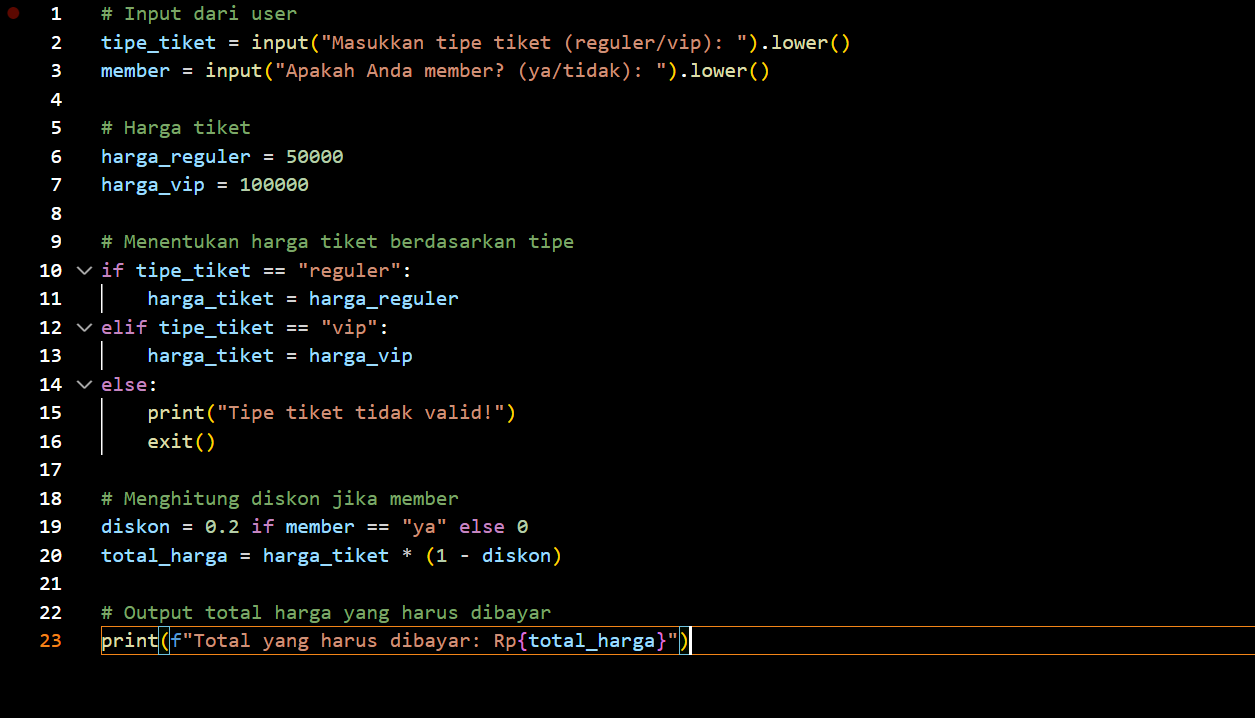 1 # Input dari user
2 tipe_tiket = input("Masukkan tipe tiket (reguler/vip): ").lower()
3 member = input("Apakah Anda member? (ya/tidak): ").lower()
4
5 # Harga tiket
6 harga_reguler = 50000
7 harga_vip = 100000
8
9 # Menentukan harga tiket berdasarkan tipe
10 if tipe_tiket == "reguler":
11     harga_tiket = harga_reguler
12 elif tipe_tiket == "vip":
13     harga_tiket = harga_vip
14 else:
15     print("Tipe tiket tidak valid!")
16     exit()
17
18 # Menghitung diskon jika member
19 diskon = 0.2 if member == "ya" else 0
20 total_harga = harga_tiket * (1 - diskon)
21
22 # Output total harga yang harus dibayar
23 print(f"Total yang harus dibayar: Rp{total_harga}")